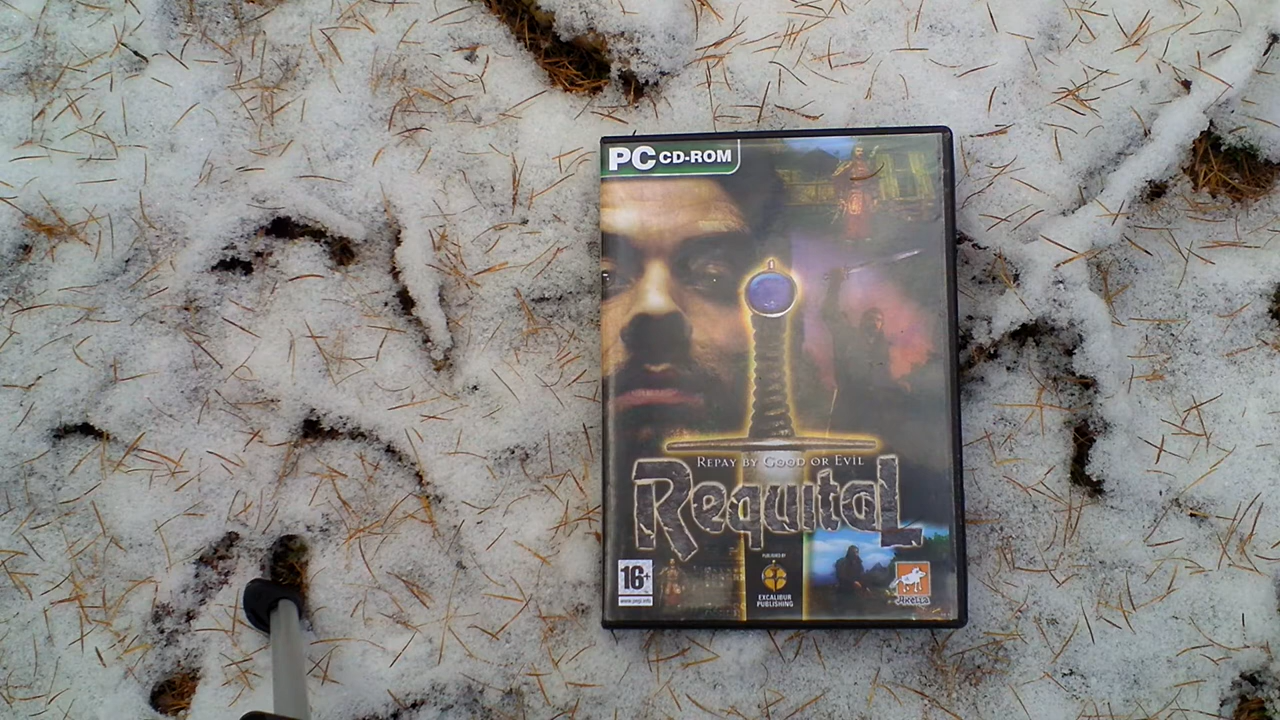 PC CD-ROM
REPAY BY GOOD OR EVIL
Requital
16+
www.pegi.info
PUBLISHED BY
EXCALIBUR
PUBLISHING
Akella